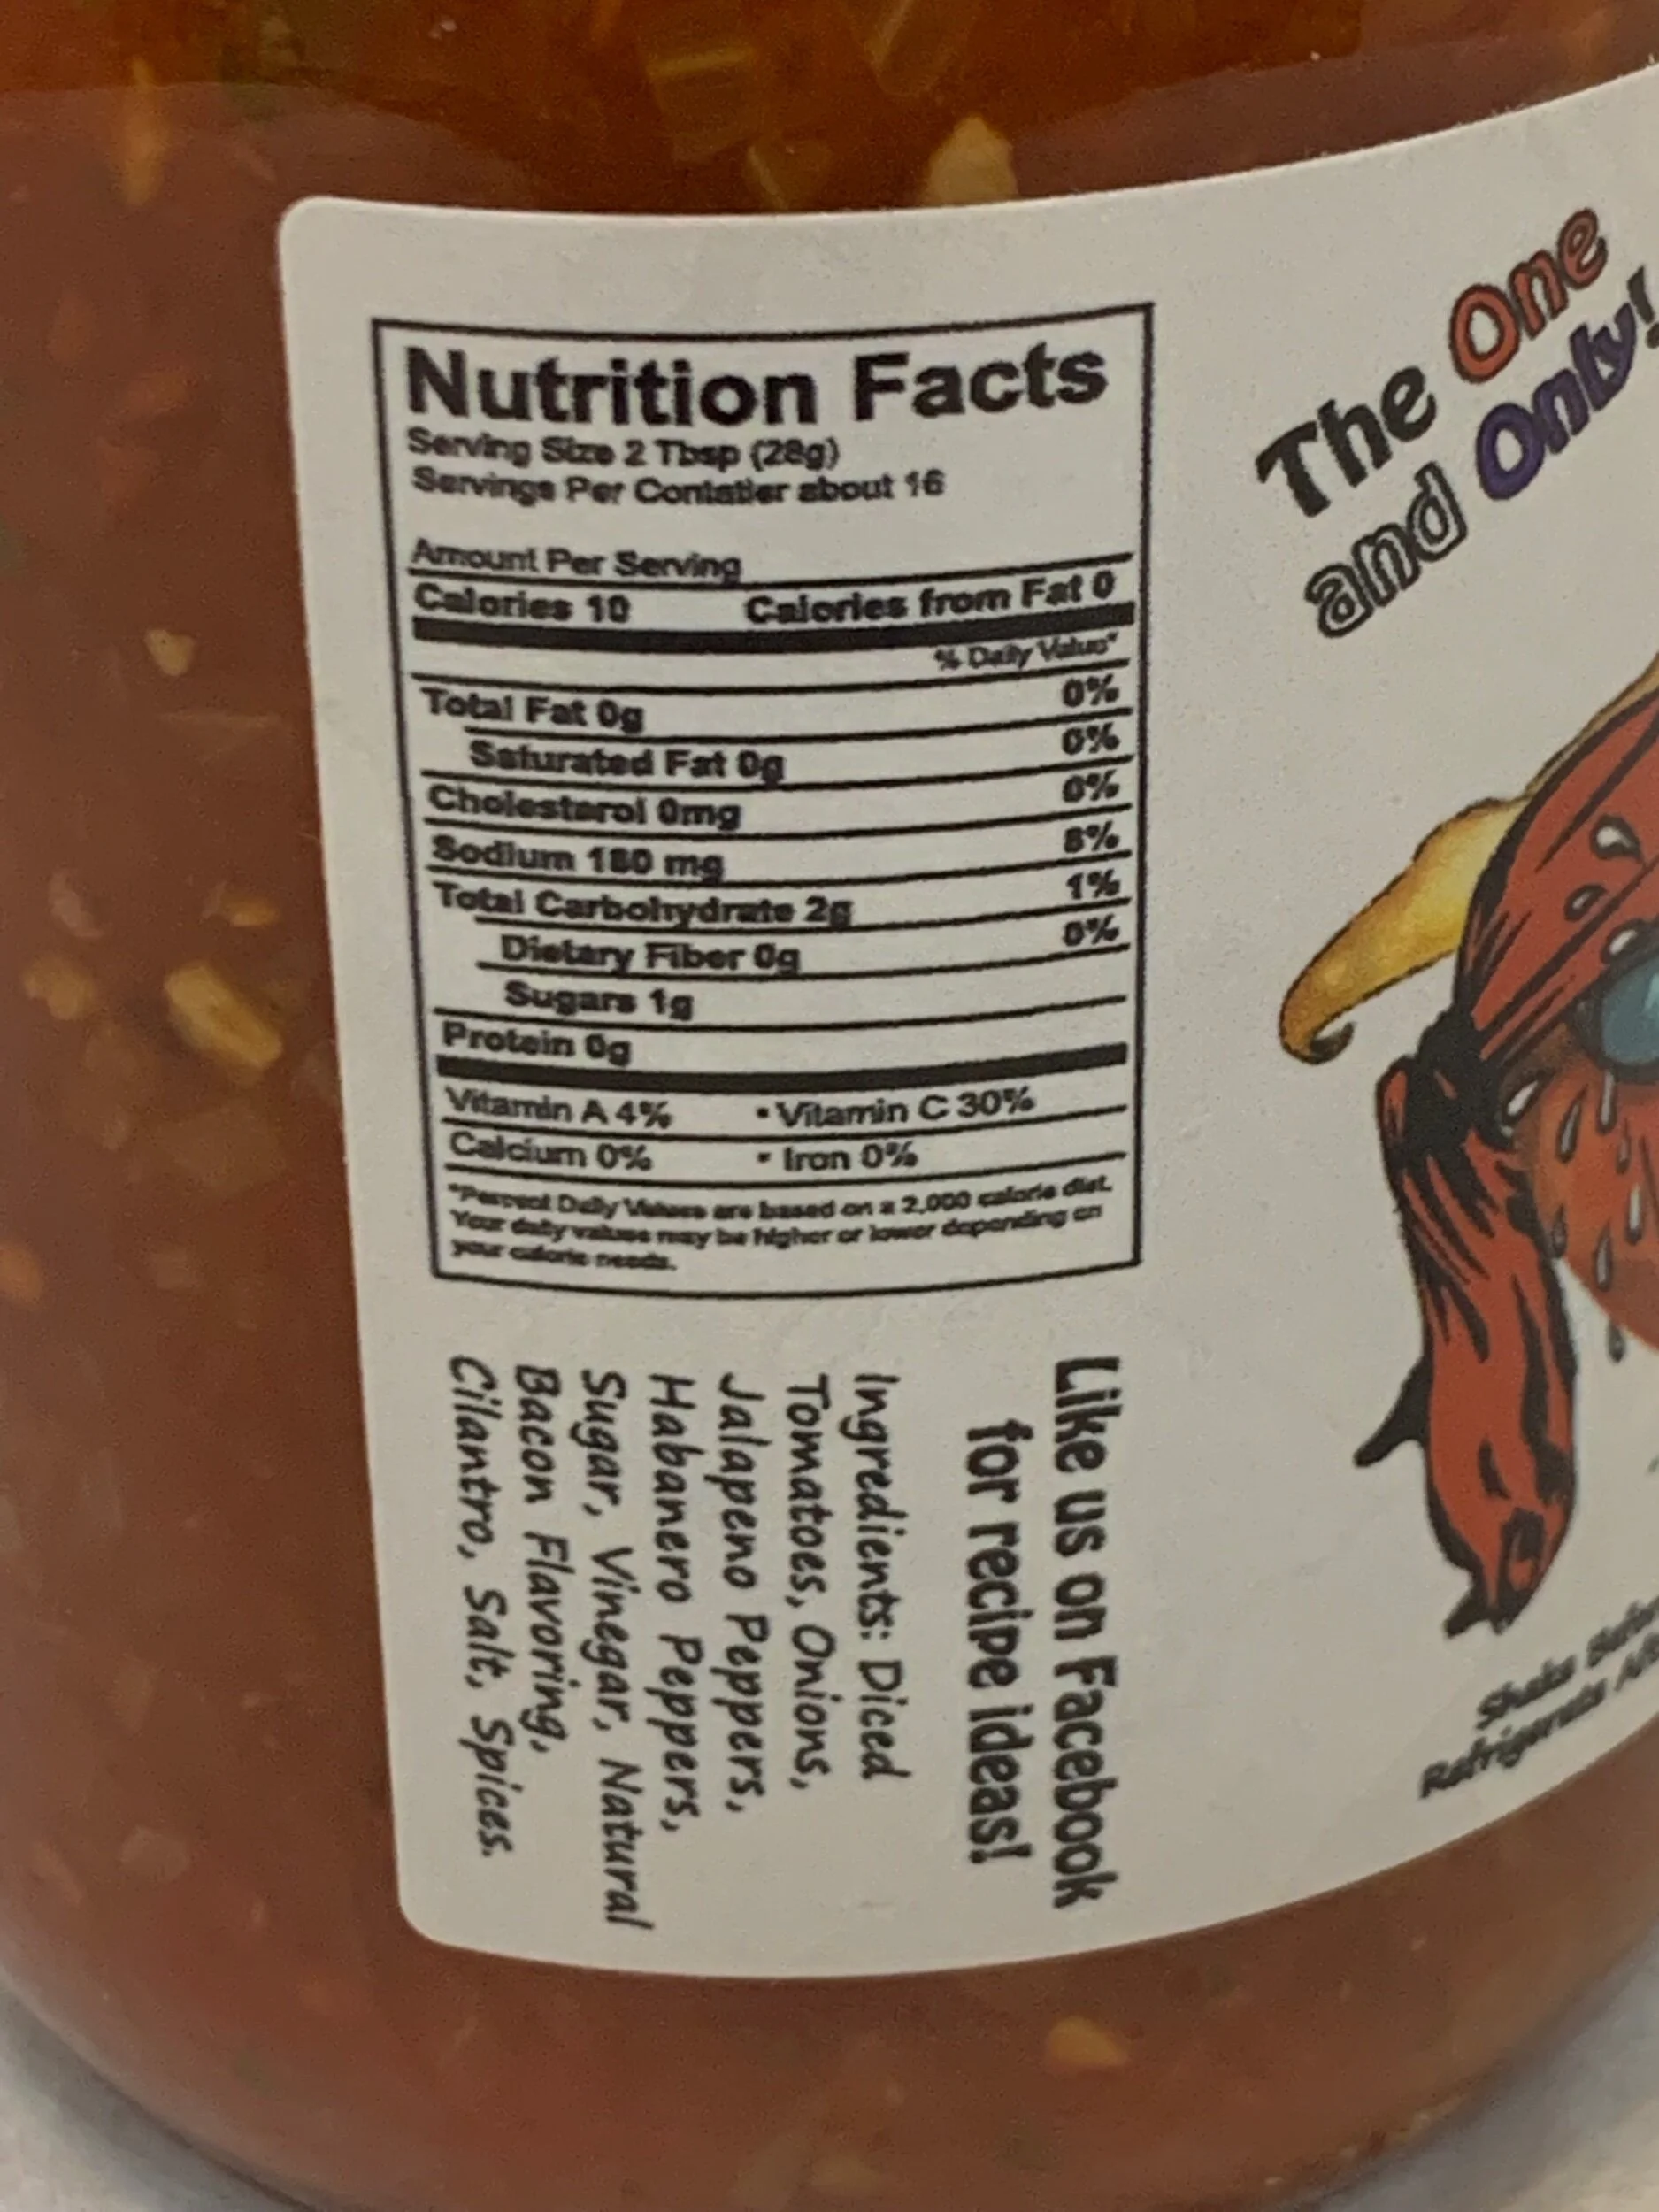 Nutrition Facts
Serving Size 2 Tbsp (28g)
Servings Per Contatier about 16
Amount Per Serving
Calories 10 Calories from Fat 0
% Daily Value*
Total Fat 0g 0%
Saturated Fat 0g 0%
Cholesterol 0mg 0%
Sodium 180 mg 8%
Total Carbohydrate 2g 1%
Dietary Fiber 0g 0%
Sugars 1g
Protein 0g
Vitamin A 4% • Vitamin C 30%
Calcium 0% • Iron 0%
*Percent Daily Values are based on a 2,000 calorie diet.
Your daily values may be higher or lower depending on
your calorie needs.
Like us on Facebook
for recipe ideas!
Ingredients: Diced
Tomatoes, Onions,
Jalapeno Peppers,
Habanero Peppers,
Sugar, Vinegar, Natural
Bacon Flavoring,
Cilantro, Salt, Spices.
The One
and Only!
Shake
Refrigerate